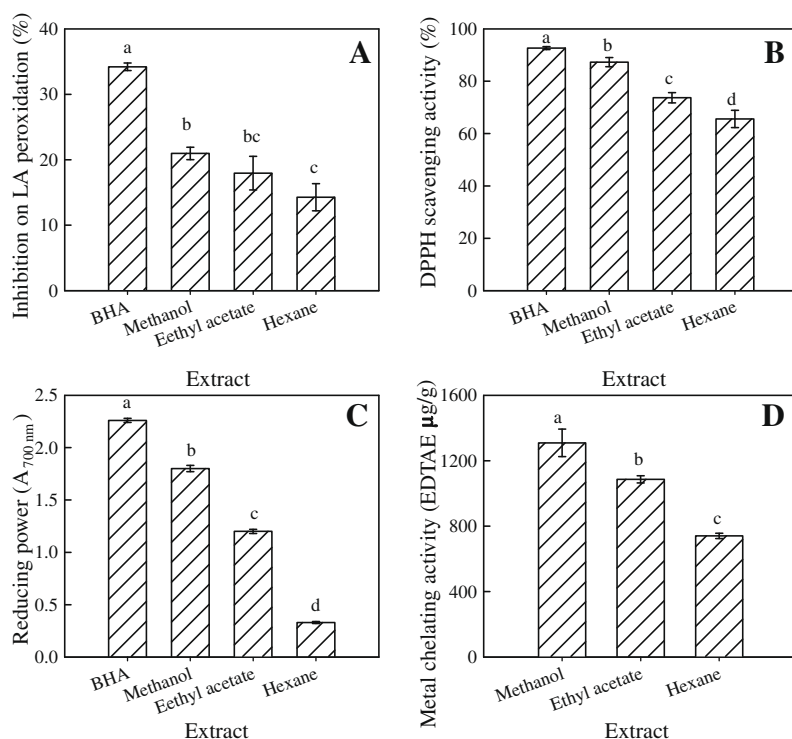 A
Inhibition on LA peroxidation (%)
40
30
20
10
0
a
b
bc
c
BHA
Methanol
Eethyl acetate
Hexane
Extract
B
DPPH scavenging activity (%)
100
80
60
40
20
0
a
b
c
d
BHA
Methanol
Ethyl acetate
Hexane
Extract
C
Reducing power (A700 nm)
2.5
2.1
1.6
1.1
0.5
0.0
a
b
c
d
BHA
Methanol
Eethyl acetate
Hexane
Extract
D
Metal chelating activity (EDTAE μg/g)
1600
1200
800
400
0
a
b
c
Methanol
Ethyl acetate
Hexane
Extract